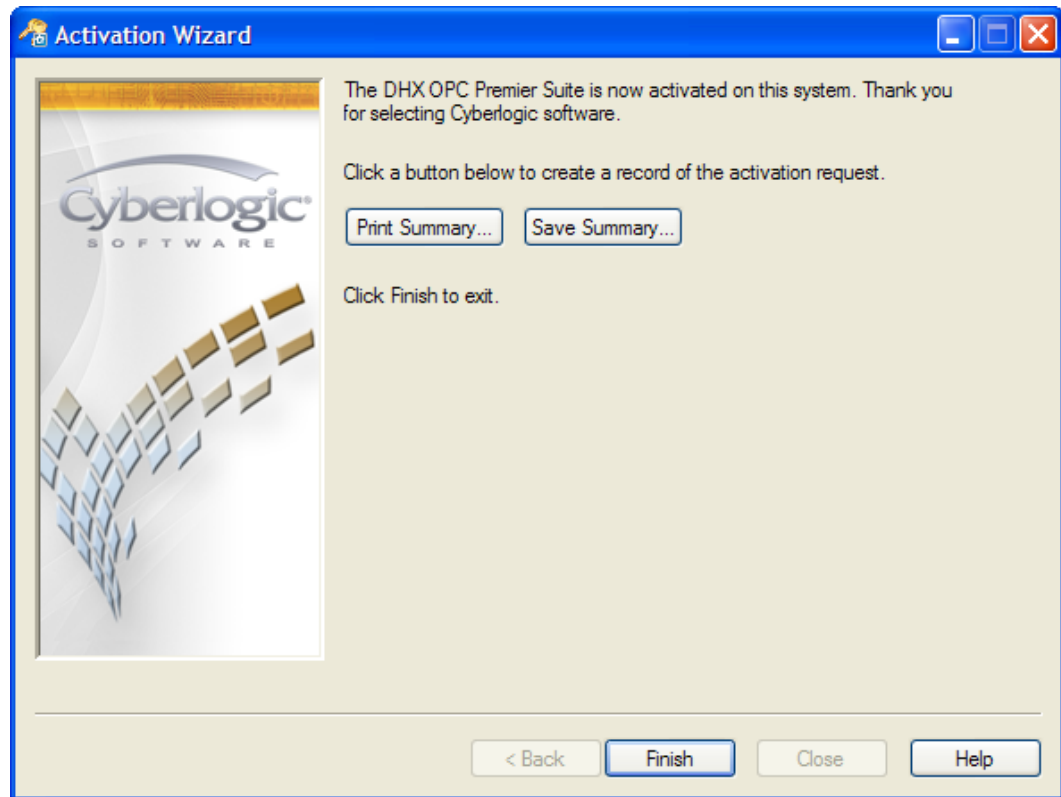 Activation Wizard
The DHX OPC Premier Suite is now activated on this system. Thank you
for selecting Cyberlogic software.
Click a button below to create a record of the activation request.
Cyberlogic®
SOFTWARE
Print Summary... Save Summary...
Click Finish to exit.
< Back Finish Close Help